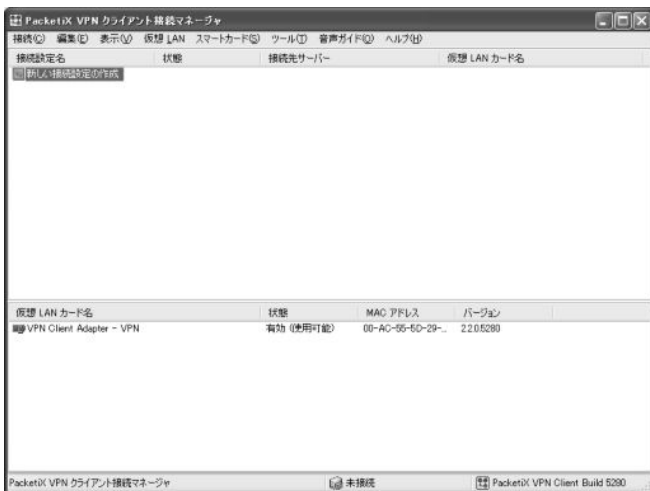 PacketiX VPN クライアント接続マネージャ
接続(C) 編集(E) 表示(V) 仮想 LAN スマートカード(S) ツール(T) 音声ガイド(O) ヘルプ(H)
接続設定名 状態 接続先サーバー 仮想 LAN カード名
新しい接続設定の作成
仮想 LAN カード名 状態 MAC アドレス バージョン
VPN Client Adapter - VPN 有効 (使用可能) 00-AC-55-5D-29-... 2.2.0.5280
PacketiX VPN クライアント接続マネージャ 未接続 PacketiX VPN Client Build 5280